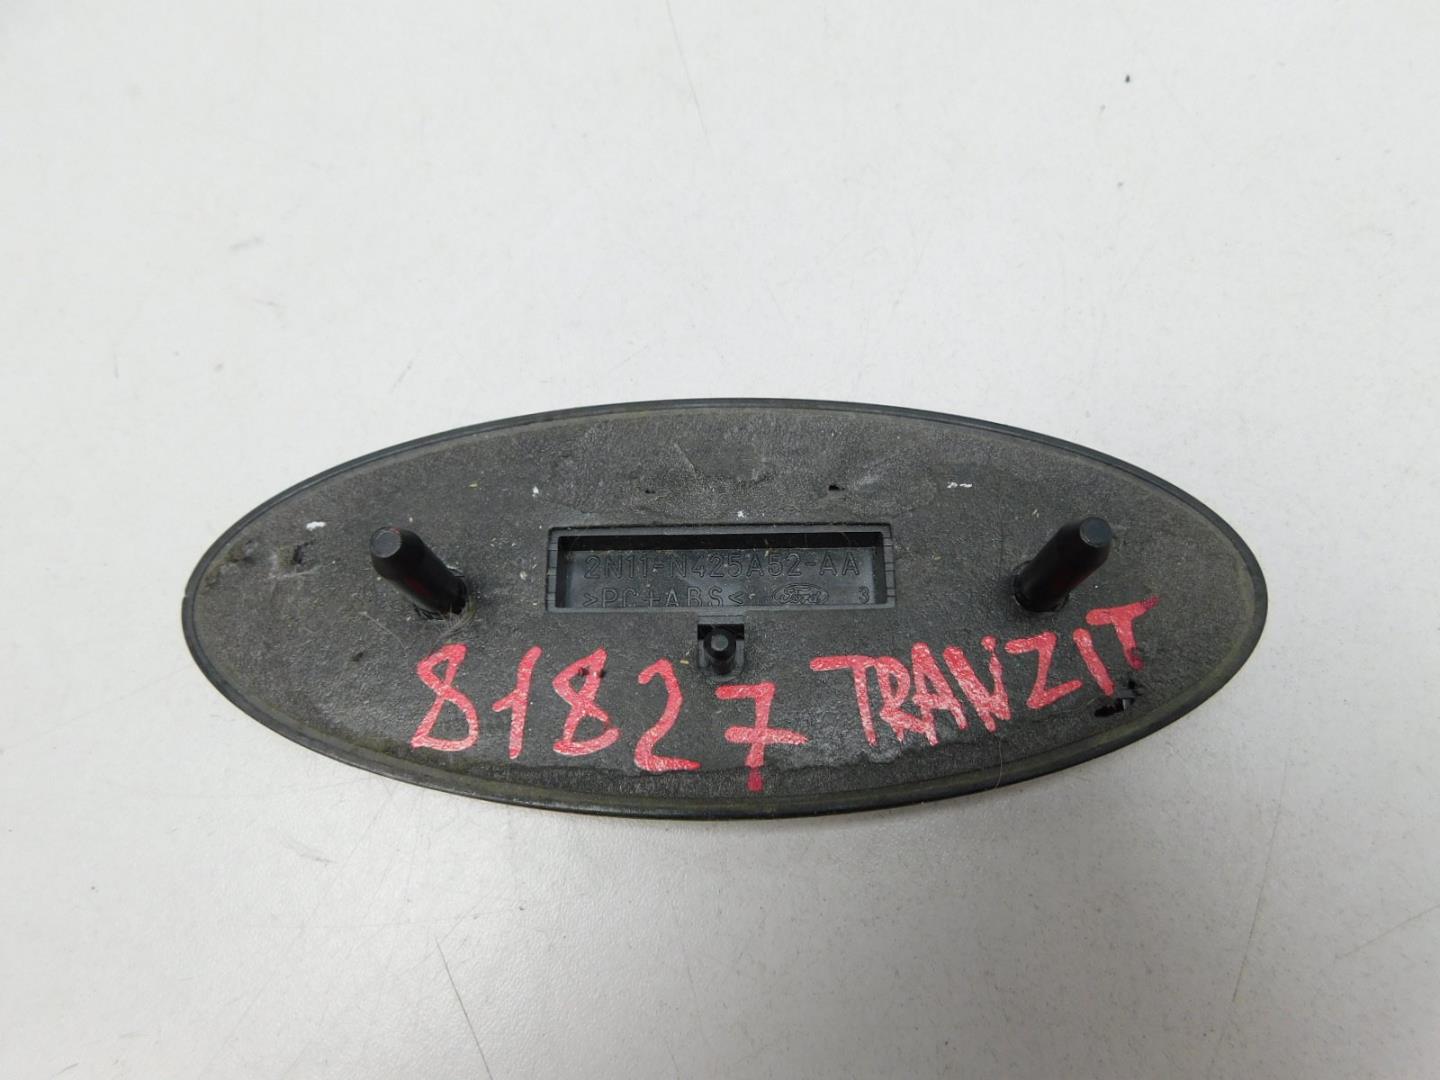 2N11-N425A52-AA
>PC+ABS< Ford 3
81827 TRANZIT